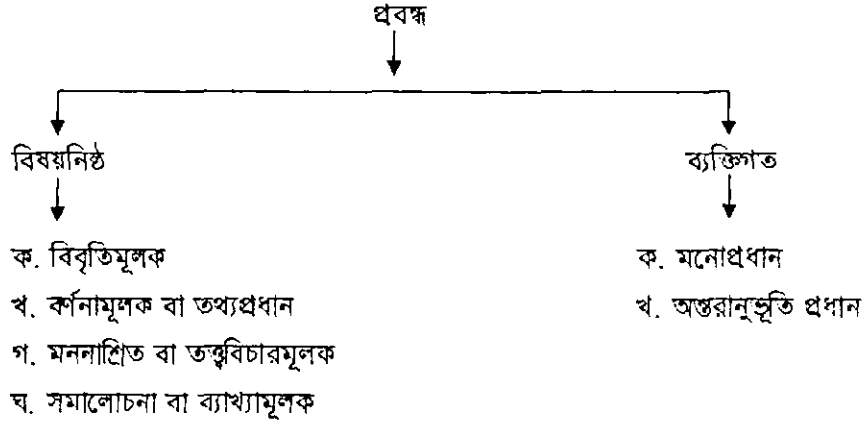 প্রবন্ধ
বিষয়নিষ্ঠ
ব্যক্তিগত
ক. বিবৃতিমূলক
খ. বর্ণনামূলক বা তথ্যপ্রধান
গ. মননাশ্রিত বা তত্ত্ববিচারমূলক
ঘ. সমালোচনা বা ব্যাখ্যামূলক
ক. মনোপ্রধান
খ. অন্তরানুভূতি প্রধান